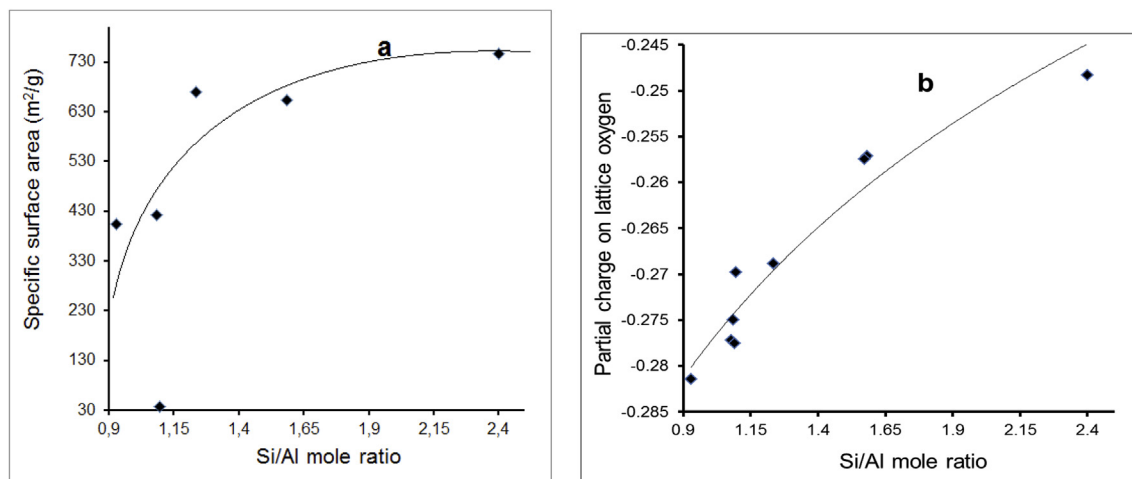 a
730
630
530
430
330
230
130
30
Specific surface area (m²/g)
0,9 1,15 1,4 1,65 1,9 2,15 2,4
Si/Al mole ratio
b
-0.245
-0.25
-0.255
-0.26
-0.265
-0.27
-0.275
-0.28
-0.285
Partial charge on lattice oxygen
0.9 1.15 1.4 1.65 1.9 2.15 2.4
Si/Al mole ratio